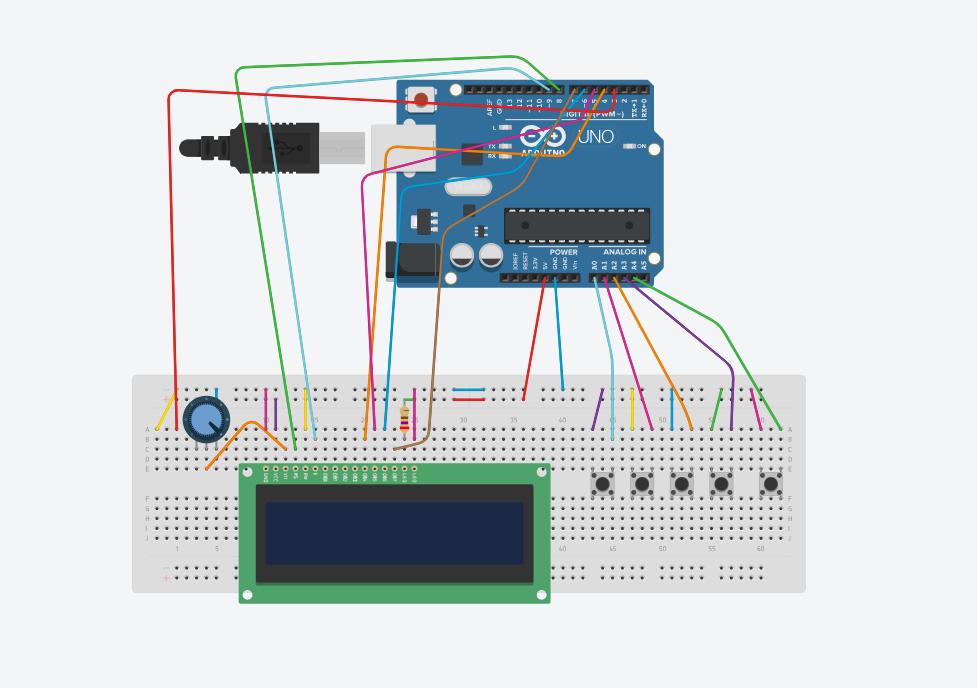 AREF
GND
13
12
~11
~10
~9
8
7
~6
~5
4
~3
2
TX→1
RX←0
DIGITAL (PWM~)
L
TX
RX
ARDUINO
UNO
ON
POWER
ANALOG IN
IOREF
RESET
3.3V
5V
GND
GND
Vin
A0
A1
A2
A3
A4
A5
30
40
45
50
55
60
A
B
C
D
E
F
G
H
I
J
A
B
C
D
E
F
G
H
I
J
GND
VCC
1
5
40
45
50
55
60